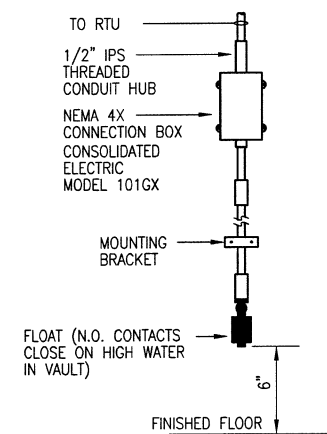 TO RTU
1/2" IPS
THREADED
CONDUIT HUB
NEMA 4X
CONNECTION BOX
CONSOLIDATED
ELECTRIC
MODEL 101GX
MOUNTING
BRACKET
FLOAT (N.O. CONTACTS
CLOSE ON HIGH WATER
IN VAULT)
6"
FINISHED FLOOR